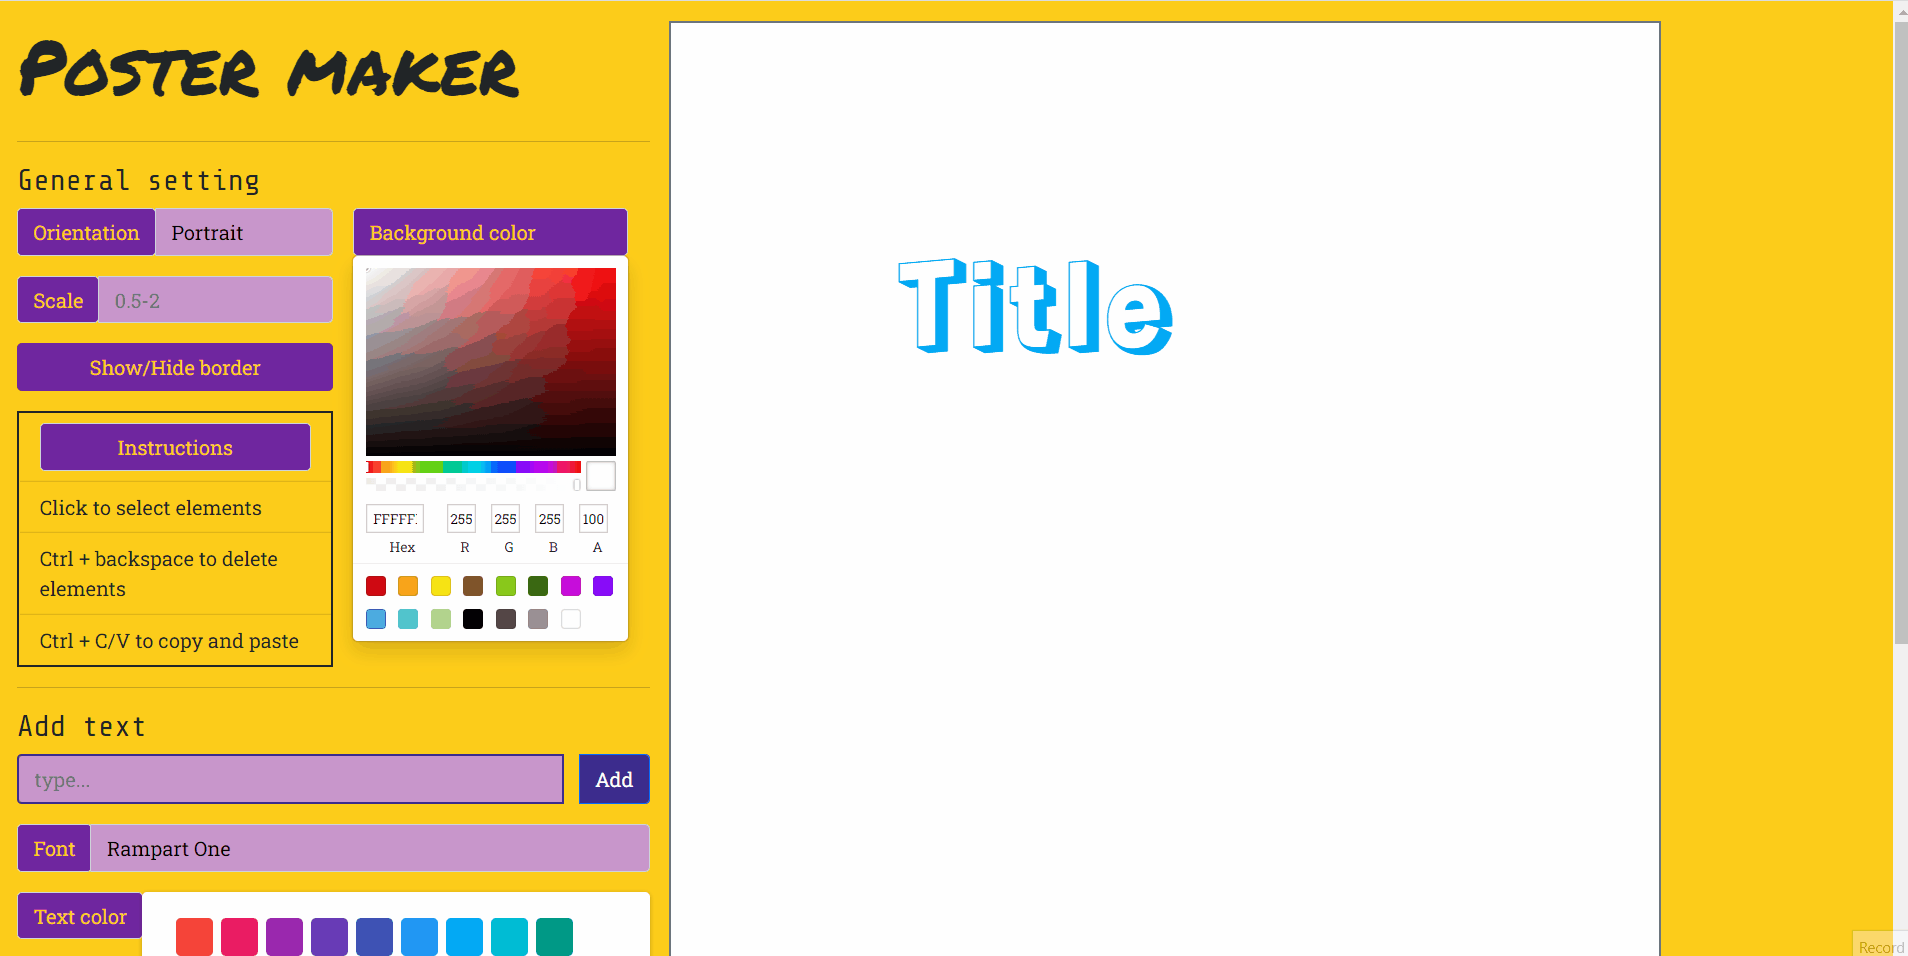 Poster maker
General setting
Orientation Portrait
Background color
Scale 0.5-2
Show/Hide border
Instructions
Click to select elements
Ctrl + backspace to delete
elements
Ctrl + C/V to copy and paste
FFFFF
255 255 255 100
Hex R G B A
Add text
type...
Add
Font Rampart One
Text color
Title
Record